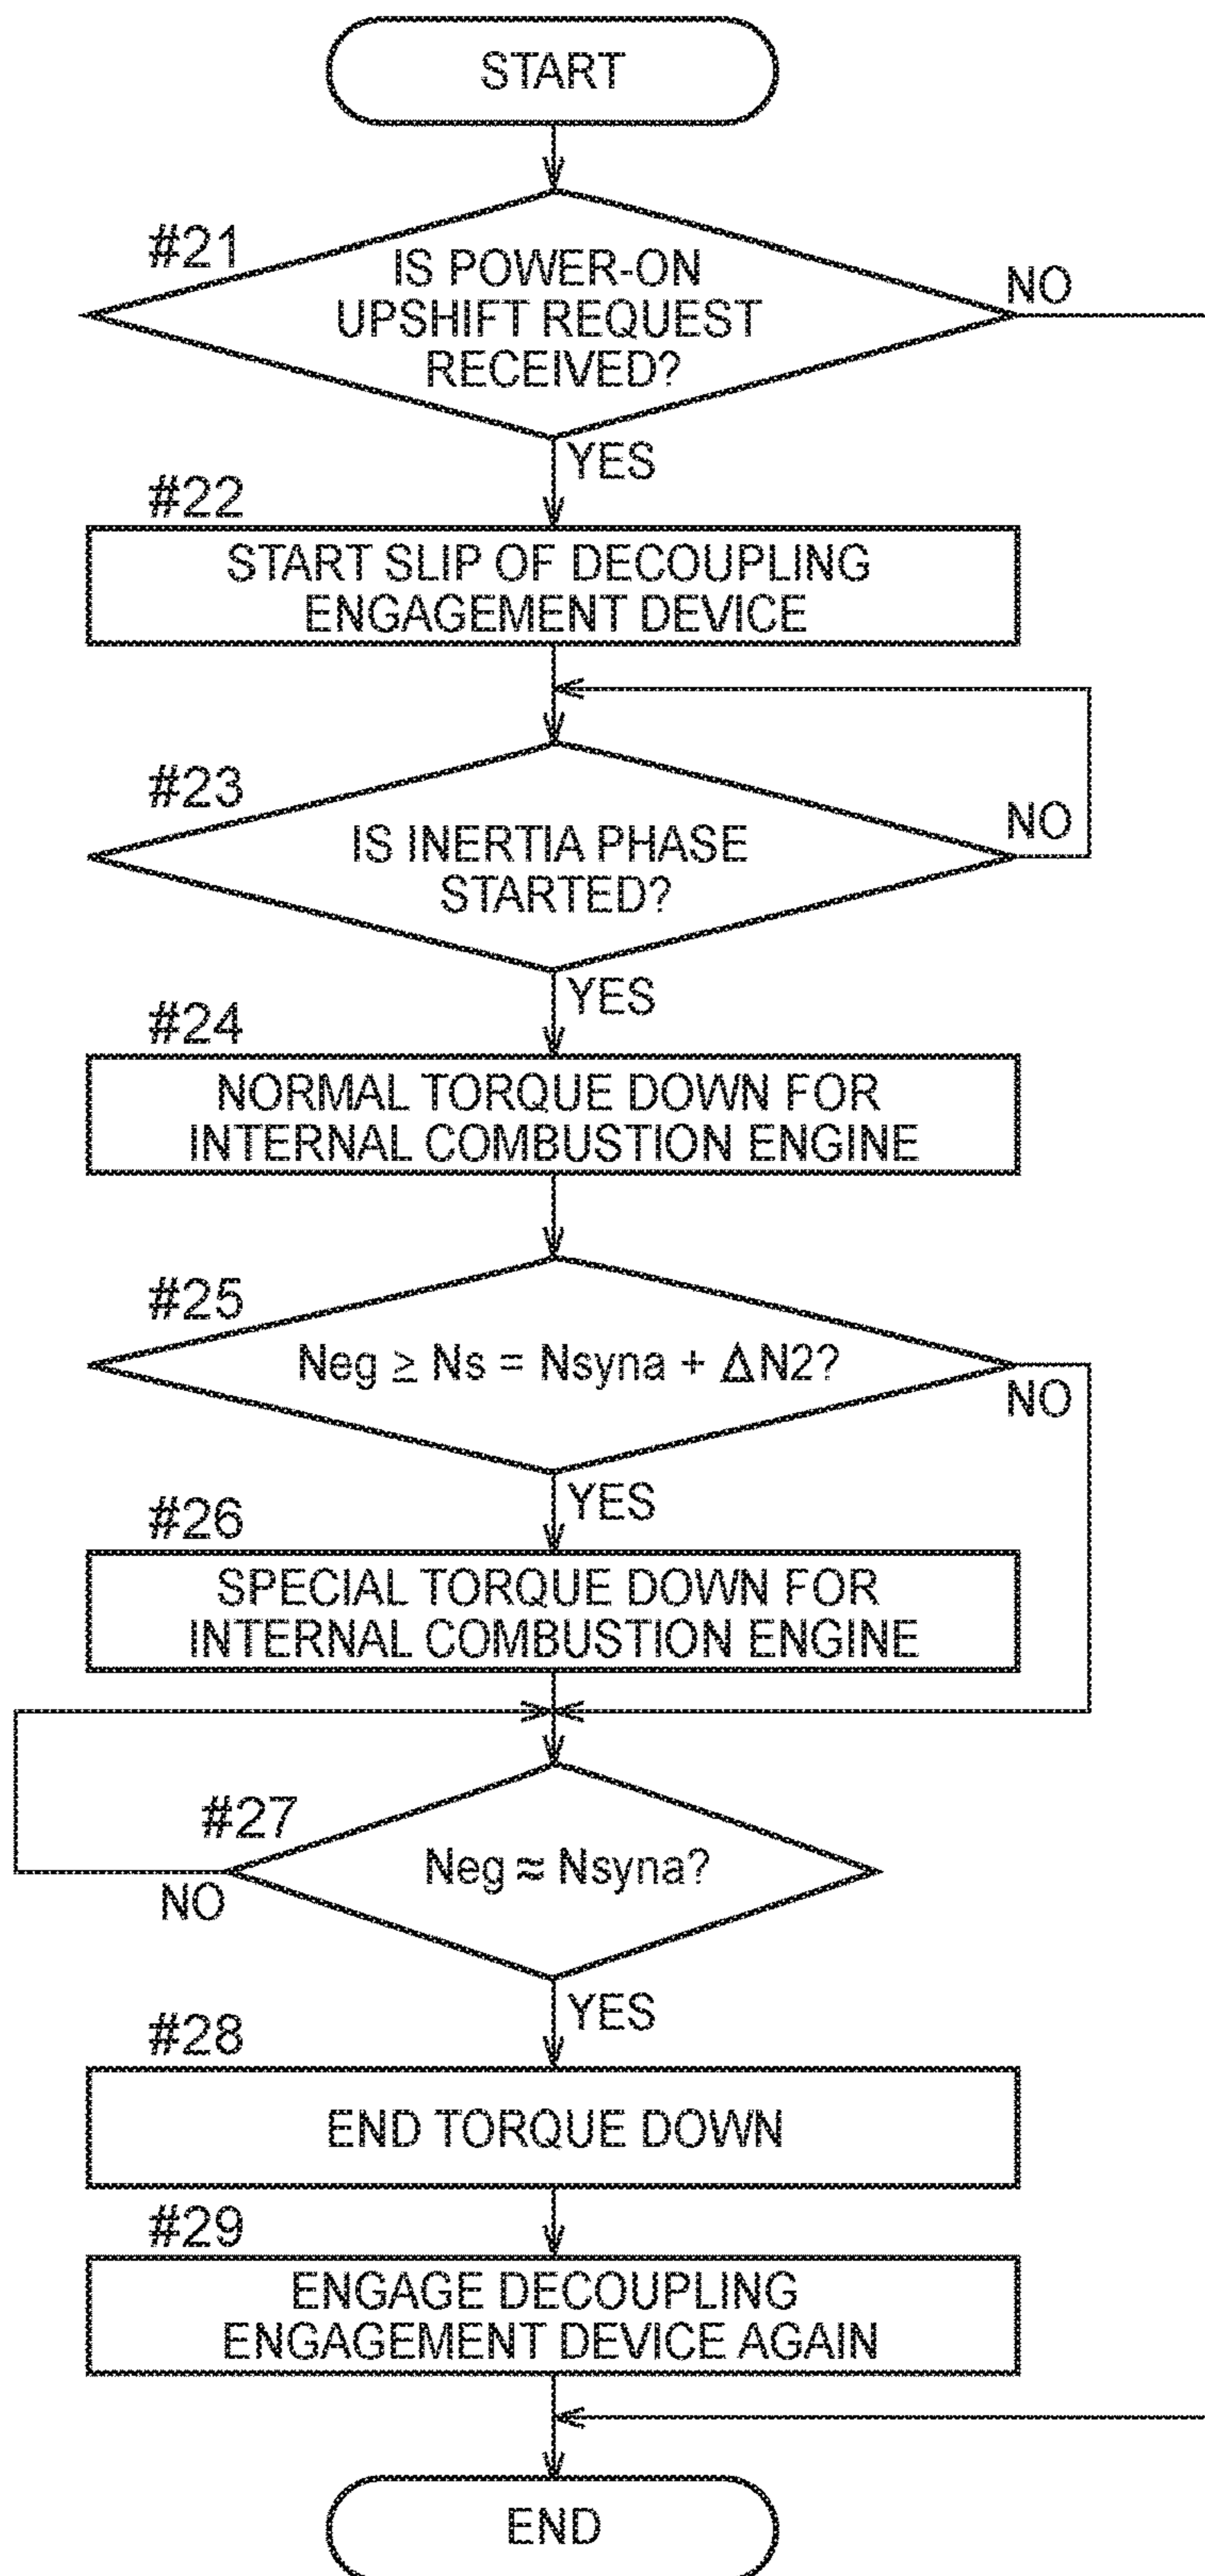 START
#21
IS POWER-ON
UPSHIFT REQUEST
RECEIVED?
NO
YES
#22
START SLIP OF DECOUPLING
ENGAGEMENT DEVICE
#23
IS INERTIA PHASE
STARTED?
NO
YES
#24
NORMAL TORQUE DOWN FOR
INTERNAL COMBUSTION ENGINE
#25
Neg ≥ Ns = Nsyna + ΔN2?
NO
YES
#26
SPECIAL TORQUE DOWN FOR
INTERNAL COMBUSTION ENGINE
#27
Neg ≈ Nsyna?
NO
YES
#28
END TORQUE DOWN
#29
ENGAGE DECOUPLING
ENGAGEMENT DEVICE AGAIN
END